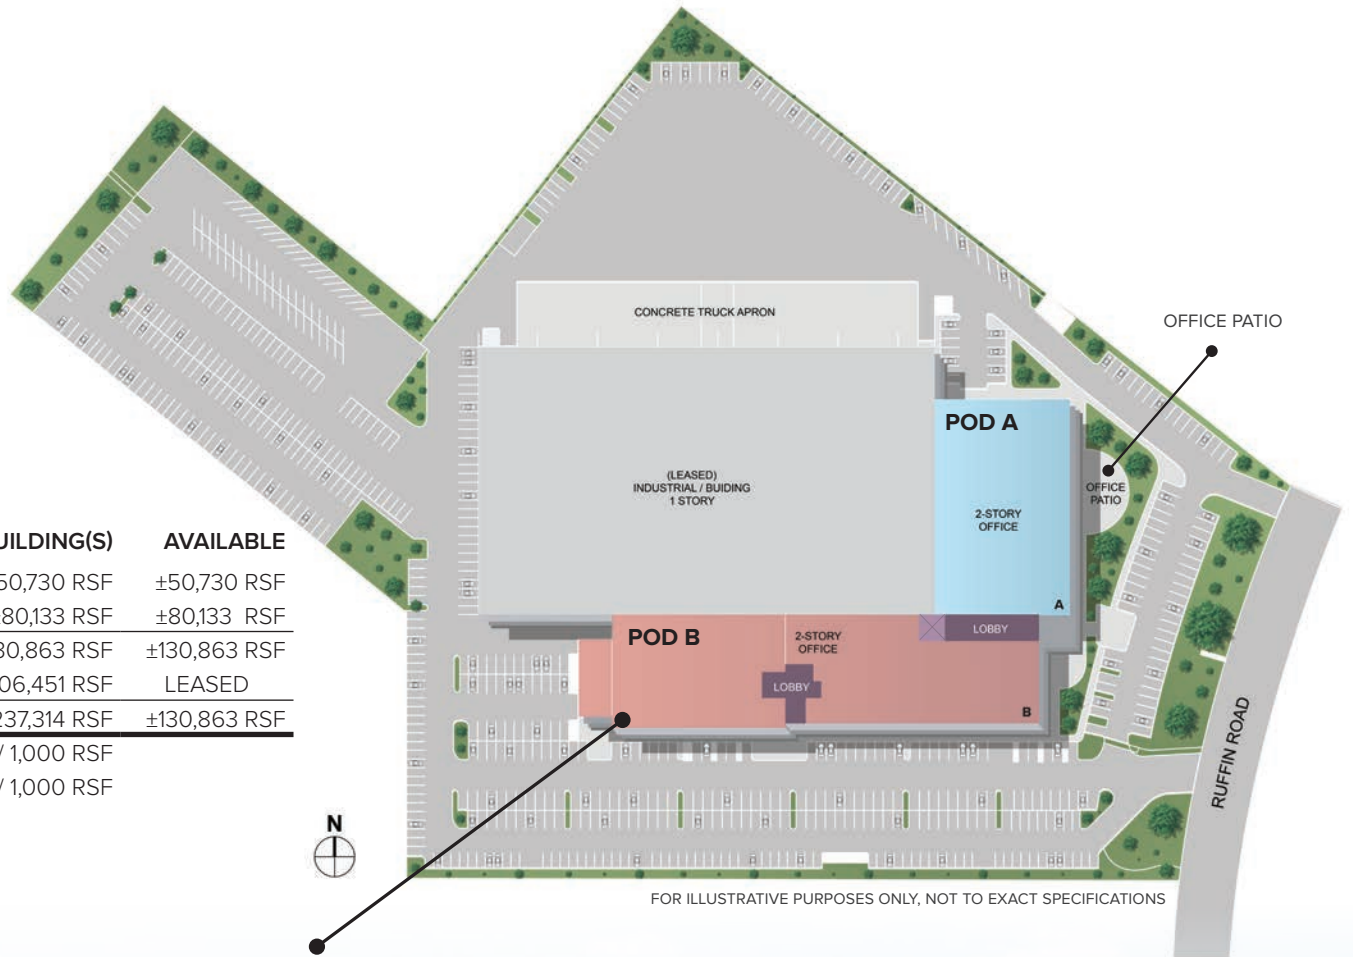 CONCRETE TRUCK APRON
OFFICE PATIO
POD A
(LEASED)
INDUSTRIAL / BUIDING
1 STORY
OFFICE
PATIO
2-STORY
OFFICE
A
UILDING(S) AVAILABLE
50,730 RSF ±50,730 RSF
±80,133 RSF ±80,133 RSF
30,863 RSF ±130,863 RSF
06,451 RSF LEASED
237,314 RSF ±130,863 RSF
/ 1,000 RSF
/ 1,000 RSF
POD B
2-STORY
OFFICE
LOBBY
LOBBY
B
RUFFIN ROAD
N
FOR ILLUSTRATIVE PURPOSES ONLY, NOT TO EXACT SPECIFICATIONS